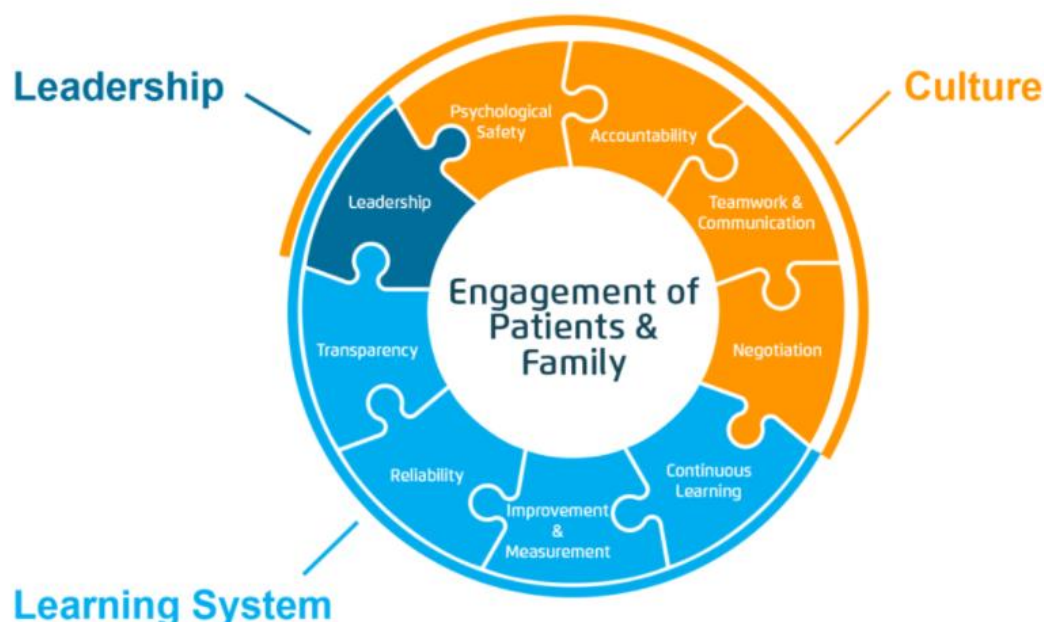 Leadership
Culture
Psychological
Safety
Accountability
Leadership
Teamwork &
Communication
Engagement of
Patients &
Family
Transparency
Negotiation
Reliability
Continuous
Learning
Improvement
&
Measurement
Learning System